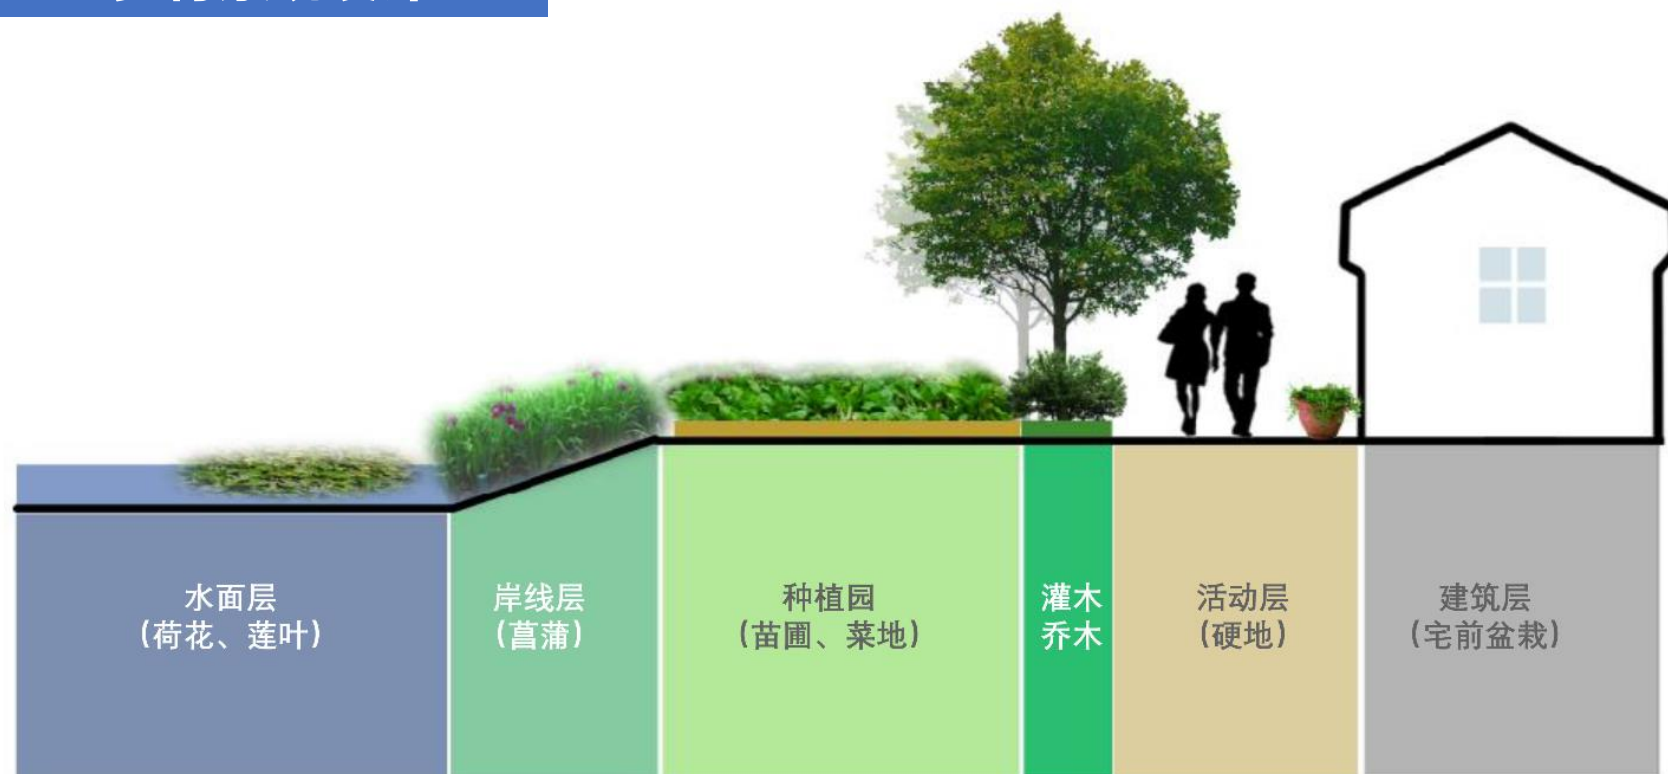 水面层
(荷花、莲叶)
岸线层
(菖蒲)
种植园
(苗圃、菜地)
灌木
乔木
活动层
(硬地)
建筑层
(宅前盆栽)